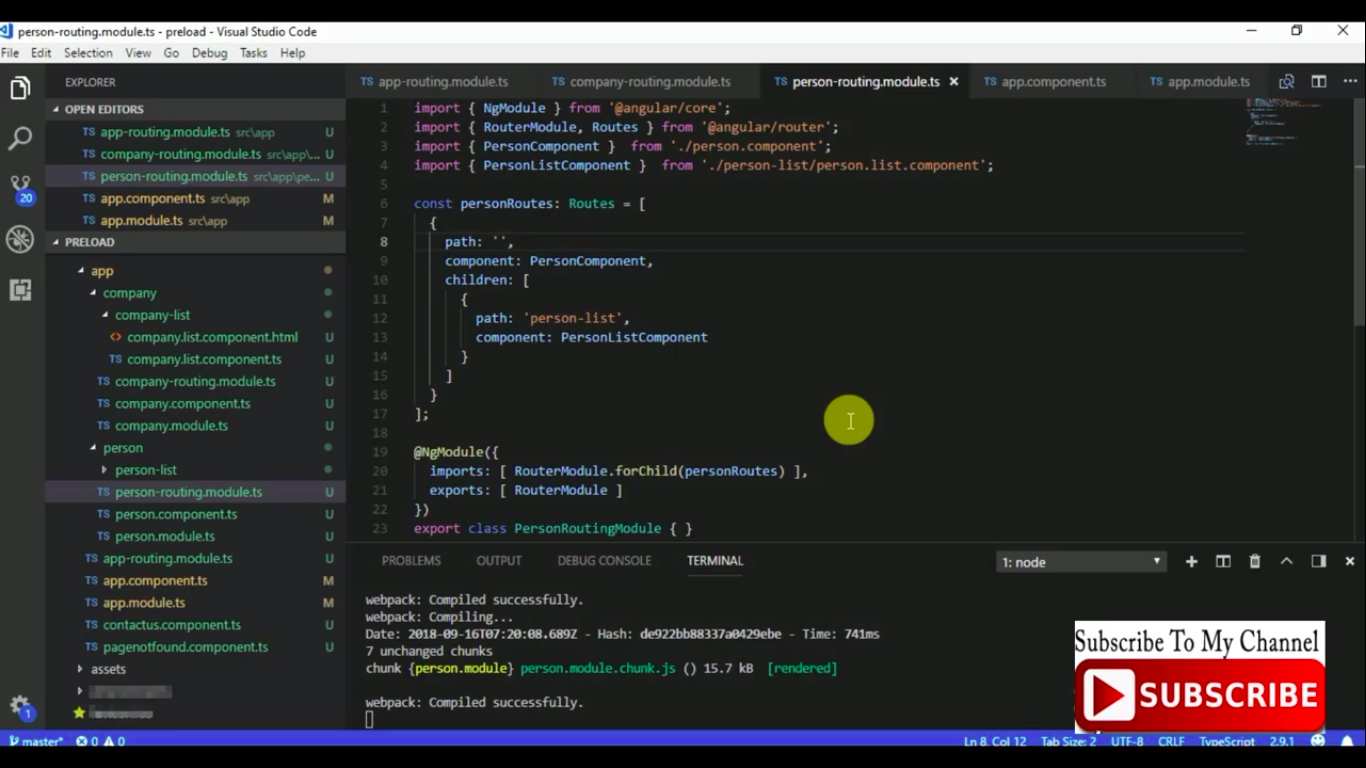 person-routing.module.ts - preload - Visual Studio Code
File Edit Selection View Go Debug Tasks Help
EXPLORER
OPEN EDITORS
TS app-routing.module.ts src\app U
TS company-routing.module.ts src\app\... U
TS person-routing.module.ts src\app\pe... U
TS app.component.ts src\app M
TS app.module.ts src\app M
20
PRELOAD
app
company
company-list
<> company.list.component.html U
TS company.list.component.ts U
TS company-routing.module.ts U
TS company.component.ts U
TS company.module.ts U
person
person-list
TS person-routing.module.ts U
TS person.component.ts U
TS person.module.ts U
TS app-routing.module.ts U
TS app.component.ts M
TS app.module.ts M
TS contactus.component.ts U
TS pagenotfound.component.ts U
assets
1
TS app-routing.module.ts TS company-routing.module.ts TS person-routing.module.ts TS app.component.ts TS app.module.ts
1 import { NgModule } from '@angular/core';
2 import { RouterModule, Routes } from '@angular/router';
3 import { PersonComponent } from './person.component';
4 import { PersonListComponent } from './person-list/person.list.component';
5
6 const personRoutes: Routes = [
7 {
8 path: '',
9 component: PersonComponent,
10 children: [
11 {
12 path: 'person-list',
13 component: PersonListComponent
14 }
15 ]
16 }
17 ];
18
19 @NgModule({
20 imports: [ RouterModule.forChild(personRoutes) ],
21 exports: [ RouterModule ]
22 })
23 export class PersonRoutingModule { }
PROBLEMS OUTPUT DEBUG CONSOLE TERMINAL 1: node
webpack: Compiled successfully.
webpack: Compiling...
Date: 2018-09-16T07:20:08.689Z - Hash: de922bb88337a0429ebe - Time: 741ms
7 unchanged chunks
chunk {person.module} person.module.chunk.js () 15.7 kB [rendered]
webpack: Compiled successfully.
Subscribe To My Channel
SUBSCRIBE
master* 0 0 Ln 8, Col 12 Tab Size: 2 UTF-8 CRLF TypeScript 2.9.1